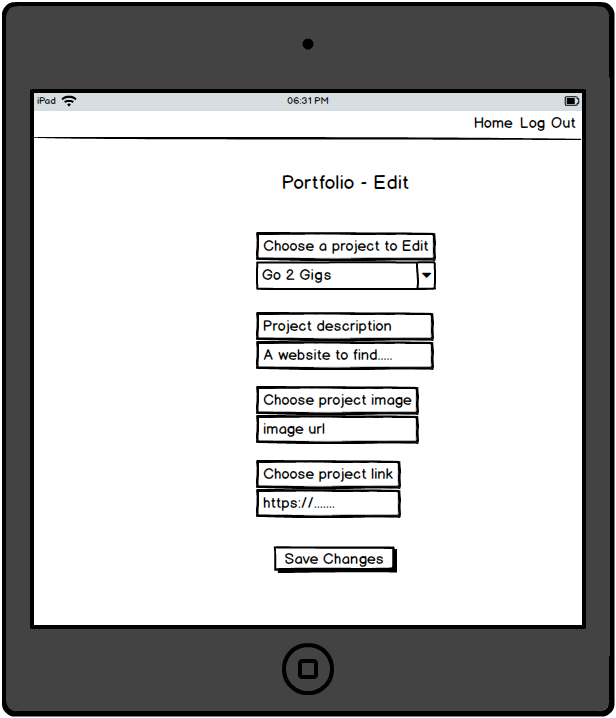 iPad 06:31 PM
Home Log Out
Portfolio - Edit
Choose a project to Edit
Go 2 Gigs
Project description
A website to find.....
Choose project image
image url
Choose project link
https://.......
Save Changes